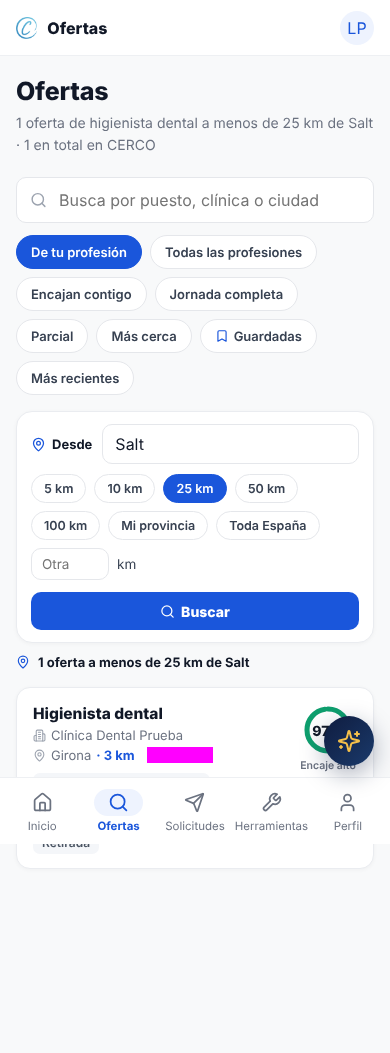 Ofertas
LP
Ofertas
1 oferta de higienista dental a menos de 25 km de Salt
· 1 en total en CERCO
Busca por puesto, clínica o ciudad
De tu profesión
Todas las profesiones
Encajan contigo
Jornada completa
Parcial
Más cerca
Guardadas
Más recientes
Desde
Salt
5 km
10 km
25 km
50 km
100 km
Mi provincia
Toda España
Otra
km
Buscar
1 oferta a menos de 25 km de Salt
Higienista dental
Clínica Dental Prueba
Girona · 3 km
Encaje alto
Inicio
Ofertas
Solicitudes
Herramientas
Perfil
Retirada